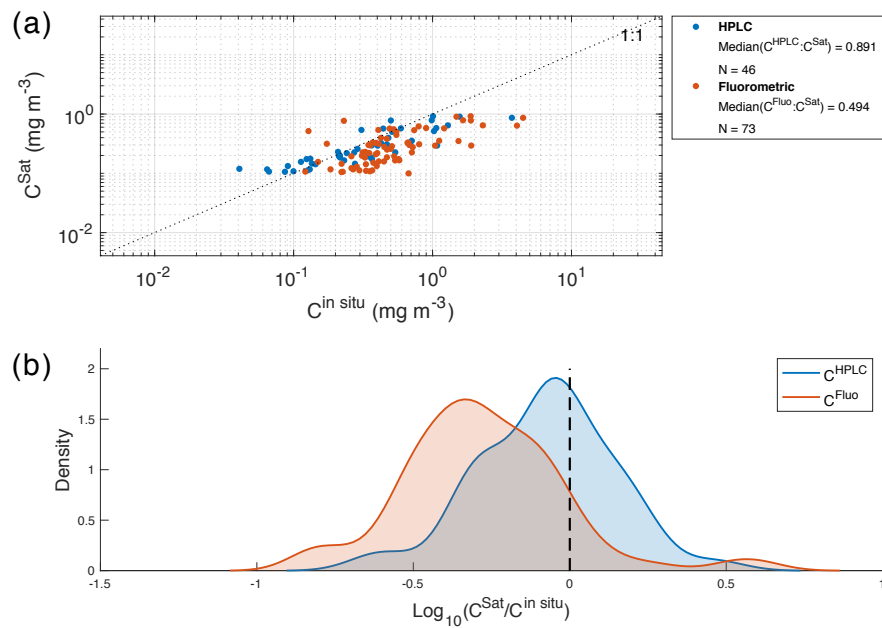 (a)
1:1
HPLC
Median(C^HPLC:C^Sat) = 0.891
N = 46
Fluorometric
Median(C^Fluo:C^Sat) = 0.494
N = 73
C^Sat (mg m^-3)
10^0
10^-2
10^-2 10^-1 10^0 10^1
C^in situ (mg m^-3)
(b)
C^HPLC
C^Fluo
Density
2
1.5
1
0.5
0
-1.5 -1 -0.5 0 0.5 1
Log_10(C^Sat/C^in situ)